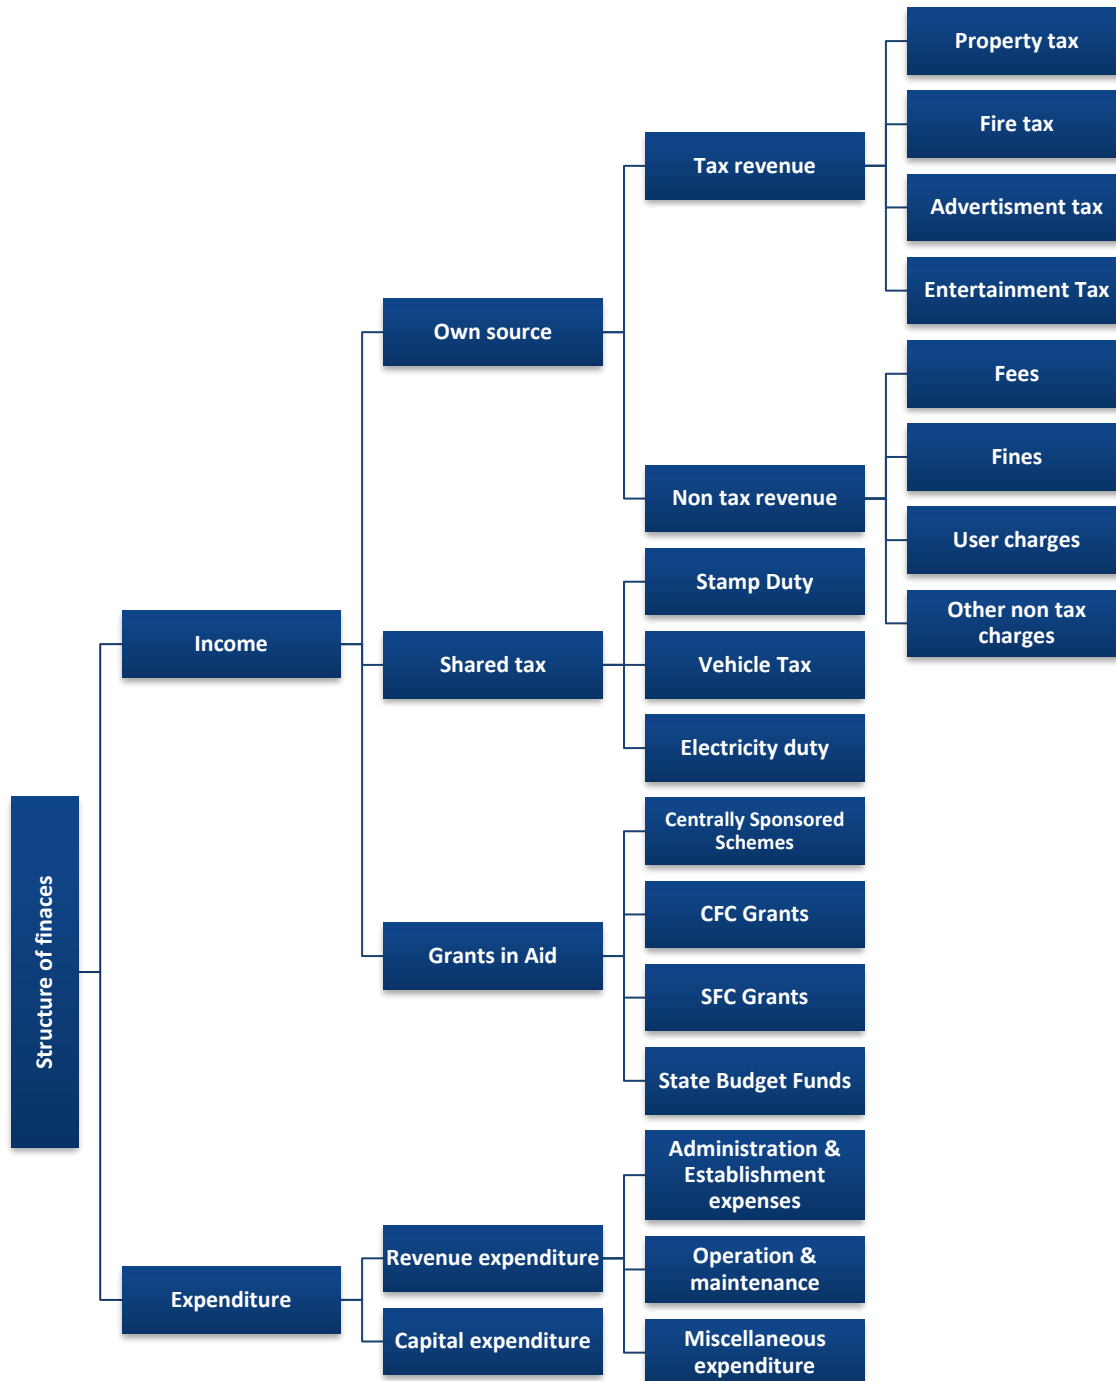 Structure of finaces
Income
Own source
Tax revenue
Property tax
Fire tax
Advertisment tax
Entertainment Tax
Non tax revenue
Fees
Fines
User charges
Other non tax
charges
Shared tax
Stamp Duty
Vehicle Tax
Electricity duty
Grants in Aid
Centrally Sponsored
Schemes
CFC Grants
SFC Grants
State Budget Funds
Expenditure
Revenue expenditure
Administration &
Establishment
expenses
Operation &
maintenance
Miscellaneous
expenditure
Capital expenditure